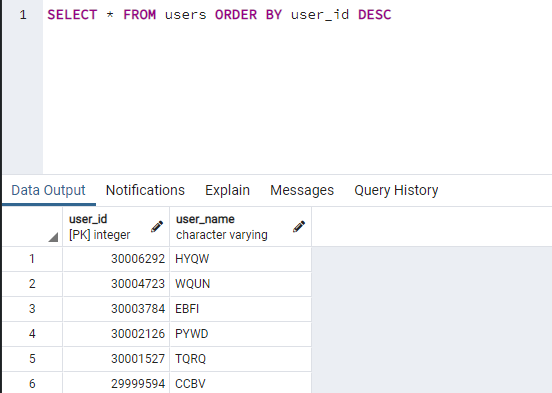 1 SELECT * FROM users ORDER BY user_id DESC
Data Output Notifications Explain Messages Query History
user_id user_name
[PK] integer character varying
1 30006292 HYQW
2 30004723 WQUN
3 30003784 EBFI
4 30002126 PYWD
5 30001527 TQRQ
6 29999594 CCBV